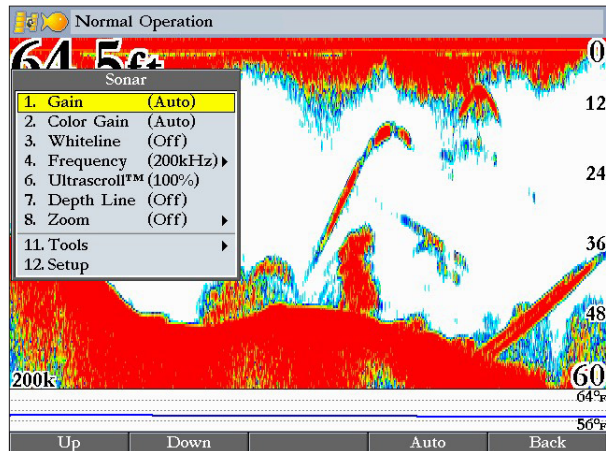 Normal Operation
64.5ft
Sonar
1. Gain (Auto)
2. Color Gain (Auto)
3. Whiteline (Off)
4. Frequency (200kHz)
6. Ultrascroll™ (100%)
7. Depth Line (Off)
8. Zoom (Off)
11. Tools
12. Setup
0
12
24
36
48
60
200k
64°F
56°F
Up Down Auto Back